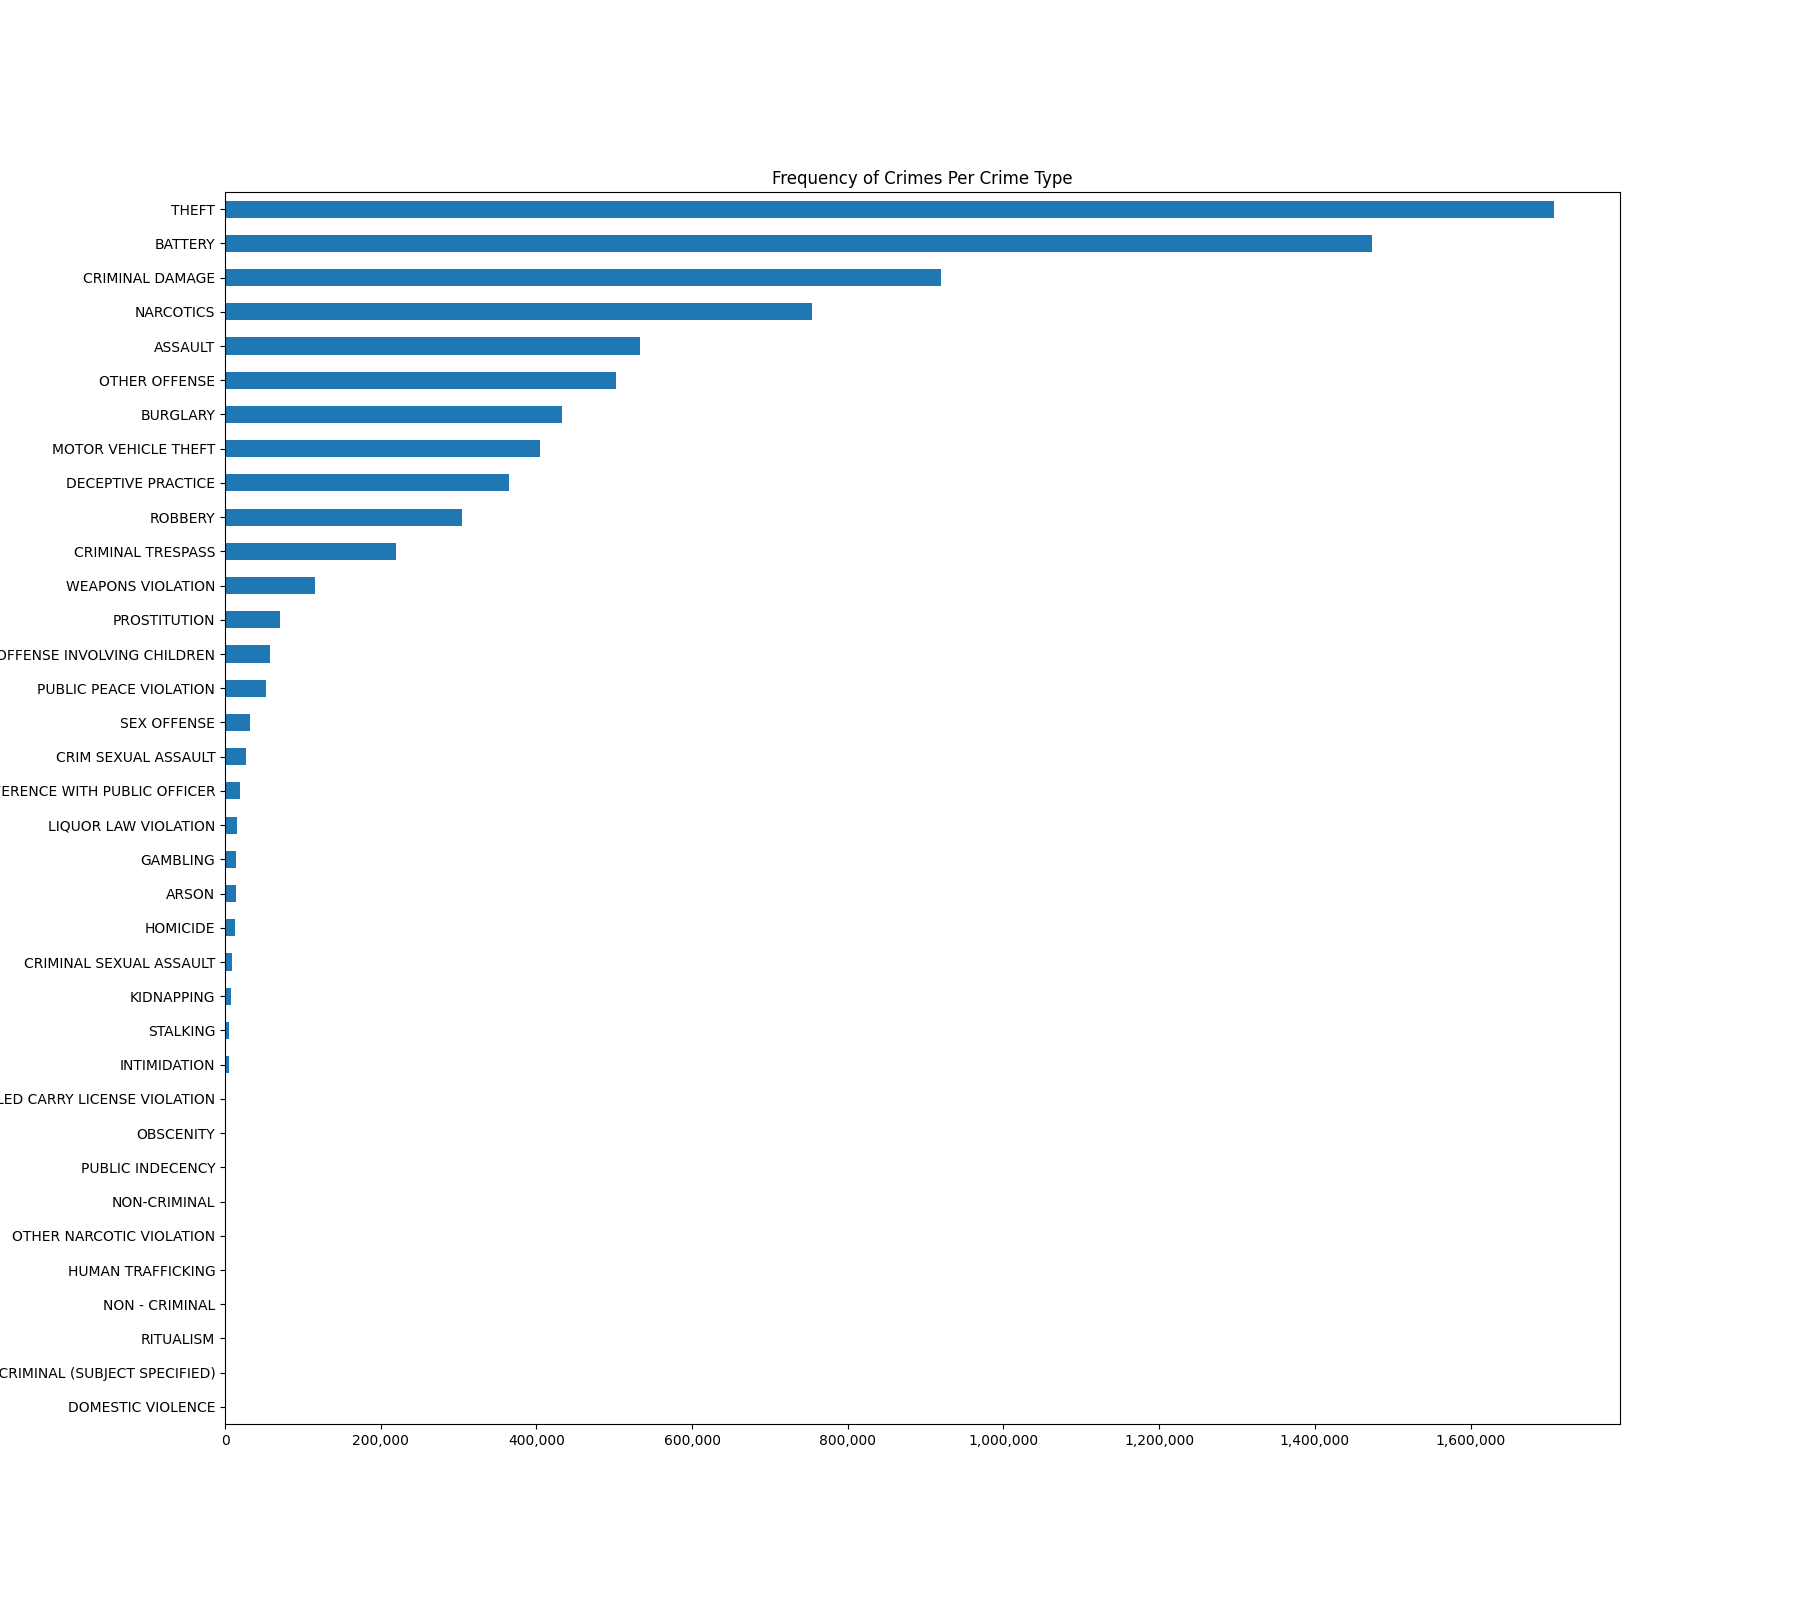 Frequency of Crimes Per Crime Type
THEFT
BATTERY
CRIMINAL DAMAGE
NARCOTICS
ASSAULT
OTHER OFFENSE
BURGLARY
MOTOR VEHICLE THEFT
DECEPTIVE PRACTICE
ROBBERY
CRIMINAL TRESPASS
WEAPONS VIOLATION
PROSTITUTION
OFFENSE INVOLVING CHILDREN
PUBLIC PEACE VIOLATION
SEX OFFENSE
CRIM SEXUAL ASSAULT
ERENCE WITH PUBLIC OFFICER
LIQUOR LAW VIOLATION
GAMBLING
ARSON
HOMICIDE
CRIMINAL SEXUAL ASSAULT
KIDNAPPING
STALKING
INTIMIDATION
LED CARRY LICENSE VIOLATION
OBSCENITY
PUBLIC INDECENCY
NON-CRIMINAL
OTHER NARCOTIC VIOLATION
HUMAN TRAFFICKING
NON - CRIMINAL
RITUALISM
CRIMINAL (SUBJECT SPECIFIED)
DOMESTIC VIOLENCE
0 200,000 400,000 600,000 800,000 1,000,000 1,200,000 1,400,000 1,600,000